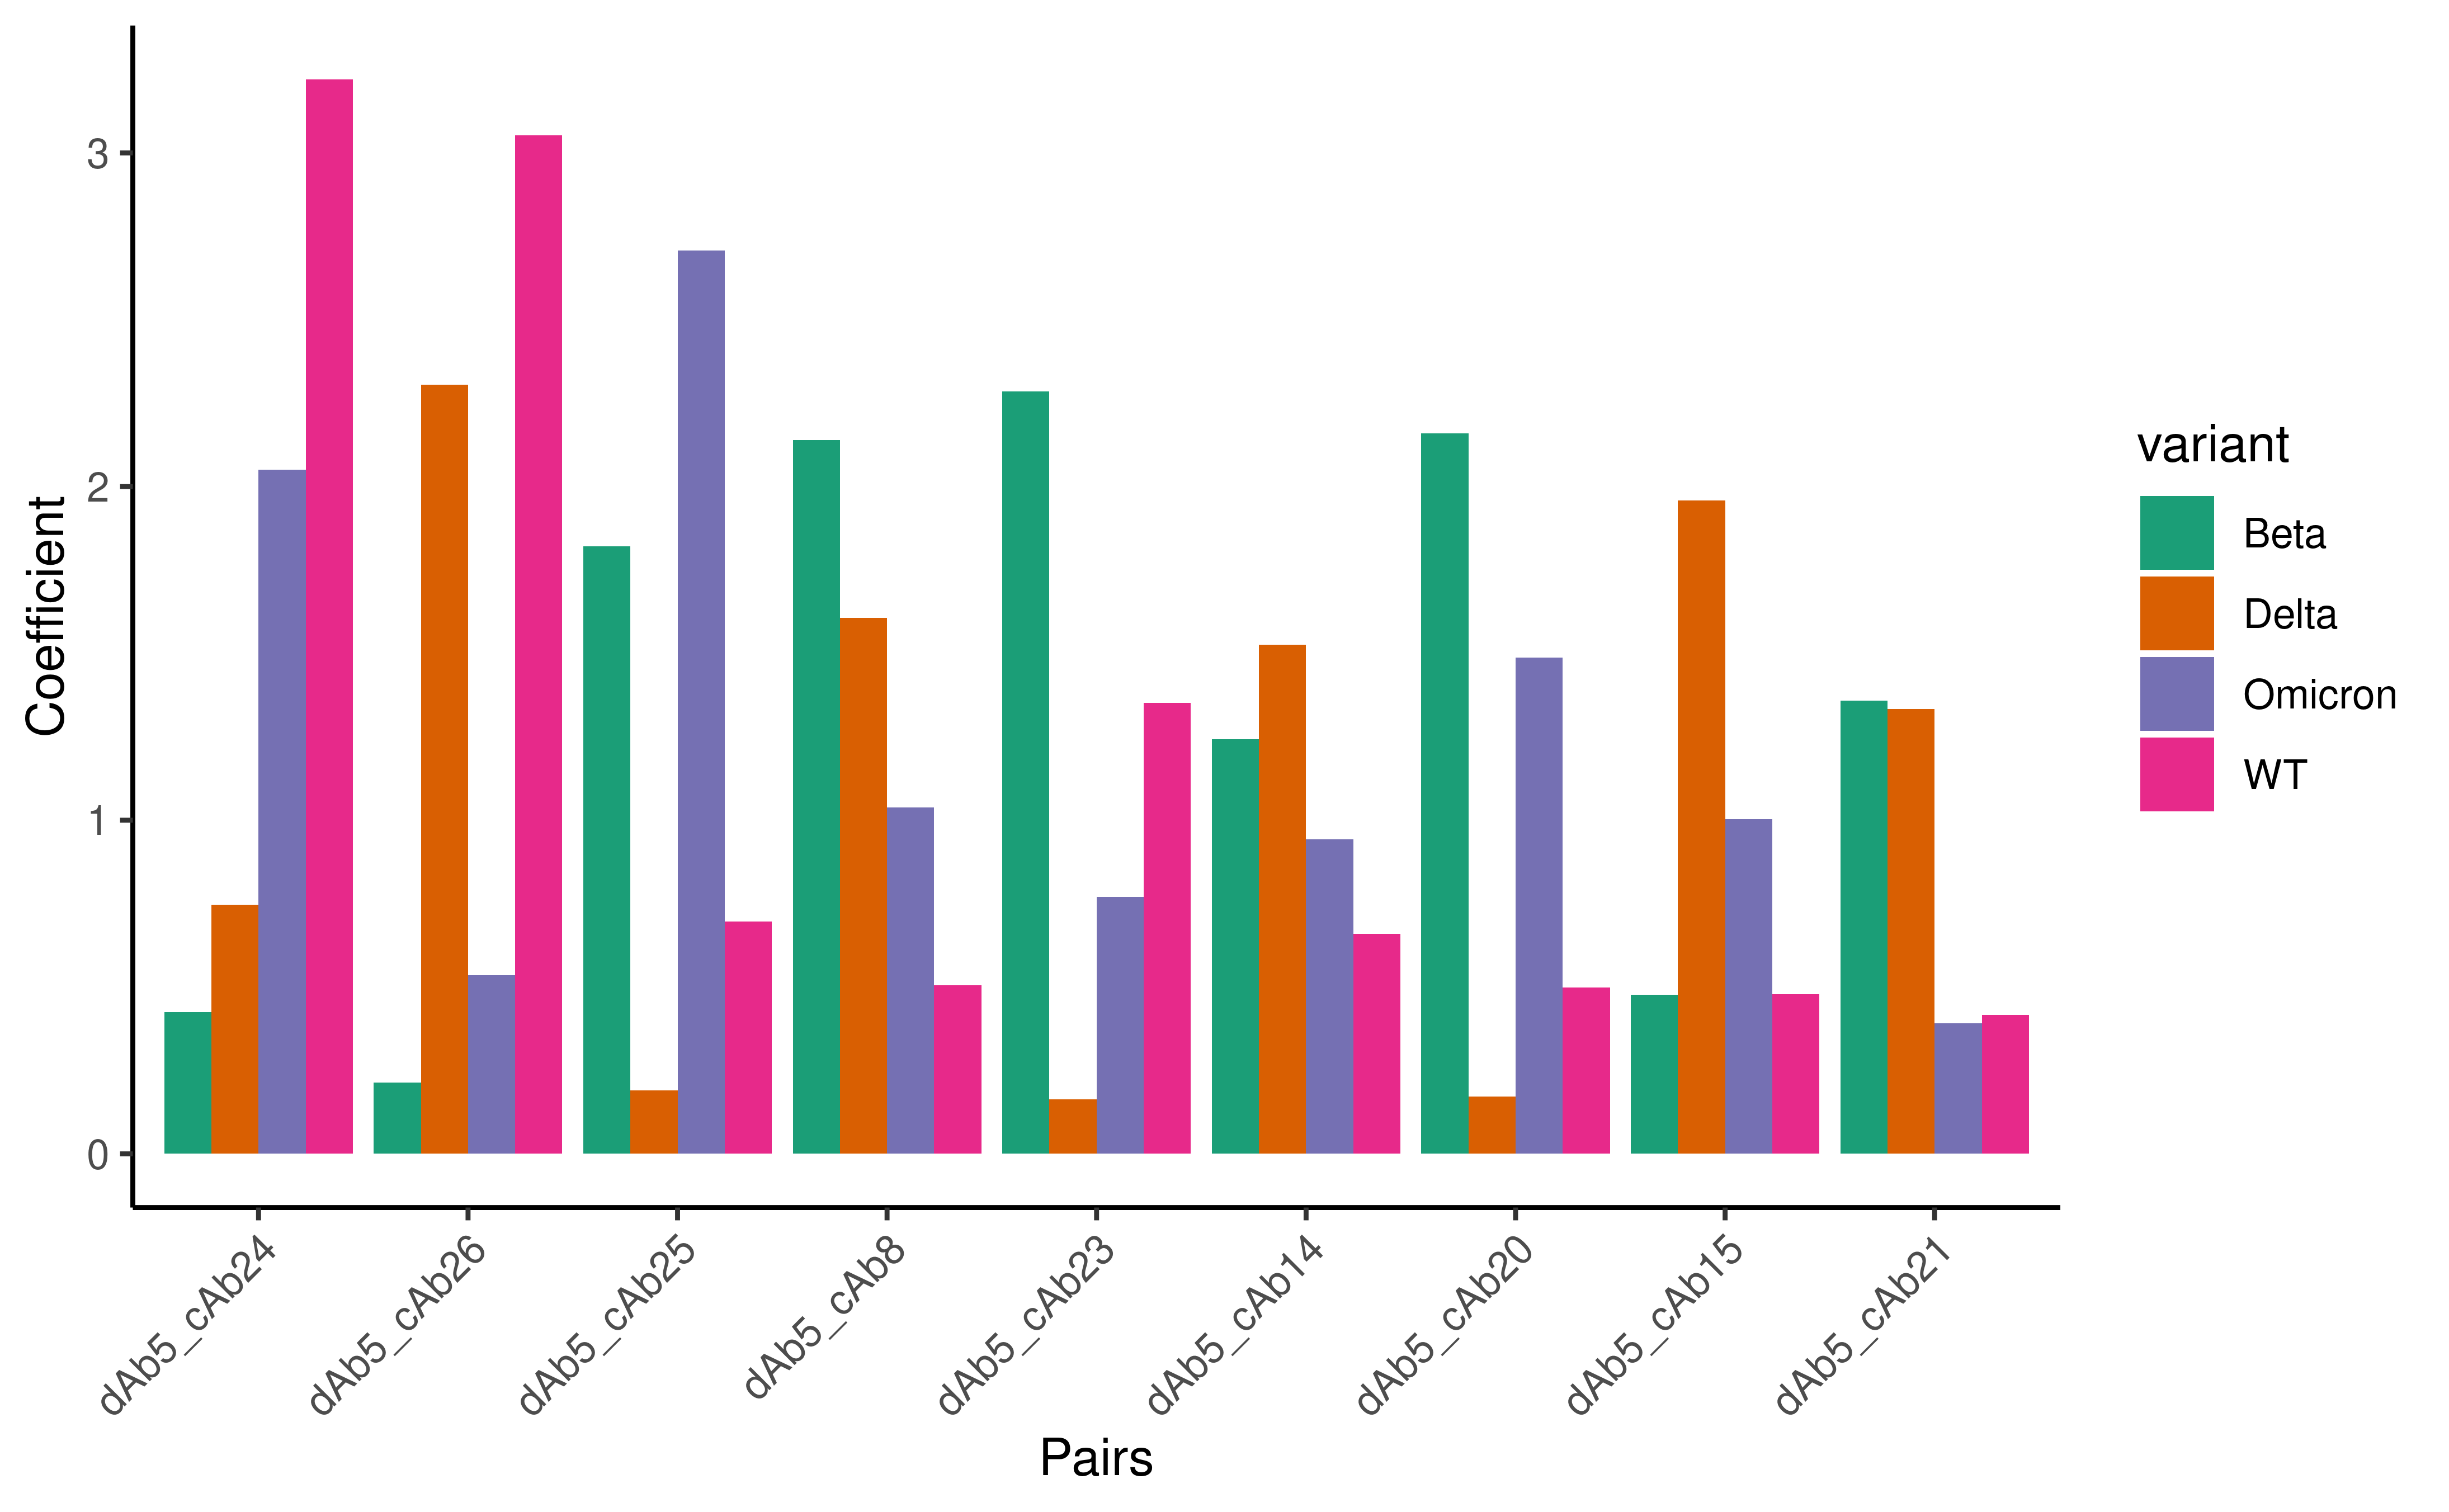 Coefficient
3
2
1
0
dAb5_cAb24
dAb5_cAb26
dAb5_cAb25
dAb5_cAb8
dAb5_cAb23
dAb5_cAb14
dAb5_cAb20
dAb5_cAb15
dAb5_cAb21
Pairs
variant
Beta
Delta
Omicron
WT